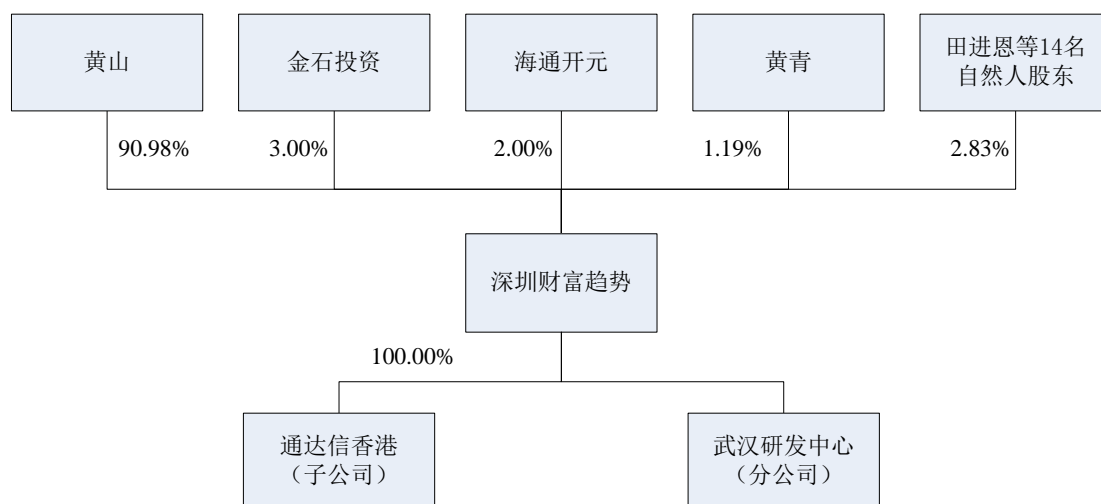 黄山
金石投资
海通开元
黄青
田进恩等14名
自然人股东
90.98%
3.00%
2.00%
1.19%
2.83%
深圳财富趋势
100.00%
通达信香港
（子公司）
武汉研发中心
（分公司）